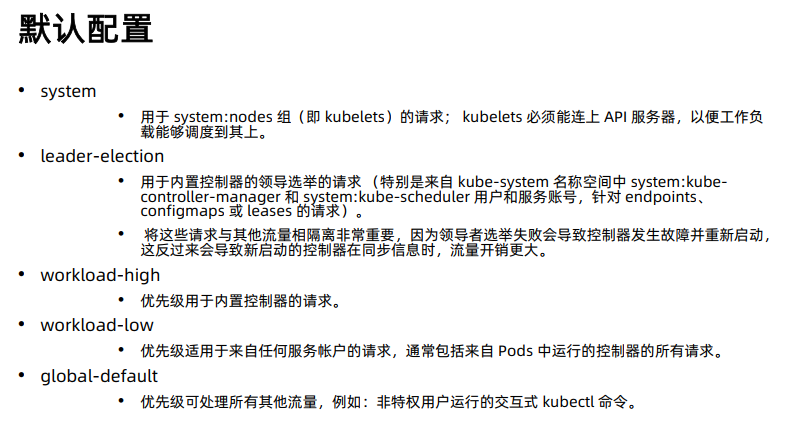 默认配置
• system
• 用于 system:nodes 组（即 kubelets）的请求； kubelets 必须能连上 API 服务器，以便工作负
载能够调度到其上。
• leader-election
• 用于内置控制器的领导选举的请求 （特别是来自 kube-system 名称空间中 system:kube-
controller-manager 和 system:kube-scheduler 用户和服务账号，针对 endpoints、
configmaps 或 leases 的请求）。
• 将这些请求与其他流量相隔离非常重要，因为领导者选举失败会导致控制器发生故障并重新启动，
这反过来会导致新启动的控制器在同步信息时，流量开销更大。
• workload-high
• 优先级用于内置控制器的请求。
• workload-low
• 优先级适用于来自任何服务帐户的请求，通常包括来自 Pods 中运行的控制器的所有请求。
• global-default
• 优先级可处理所有其他流量，例如：非特权用户运行的交互式 kubectl 命令。